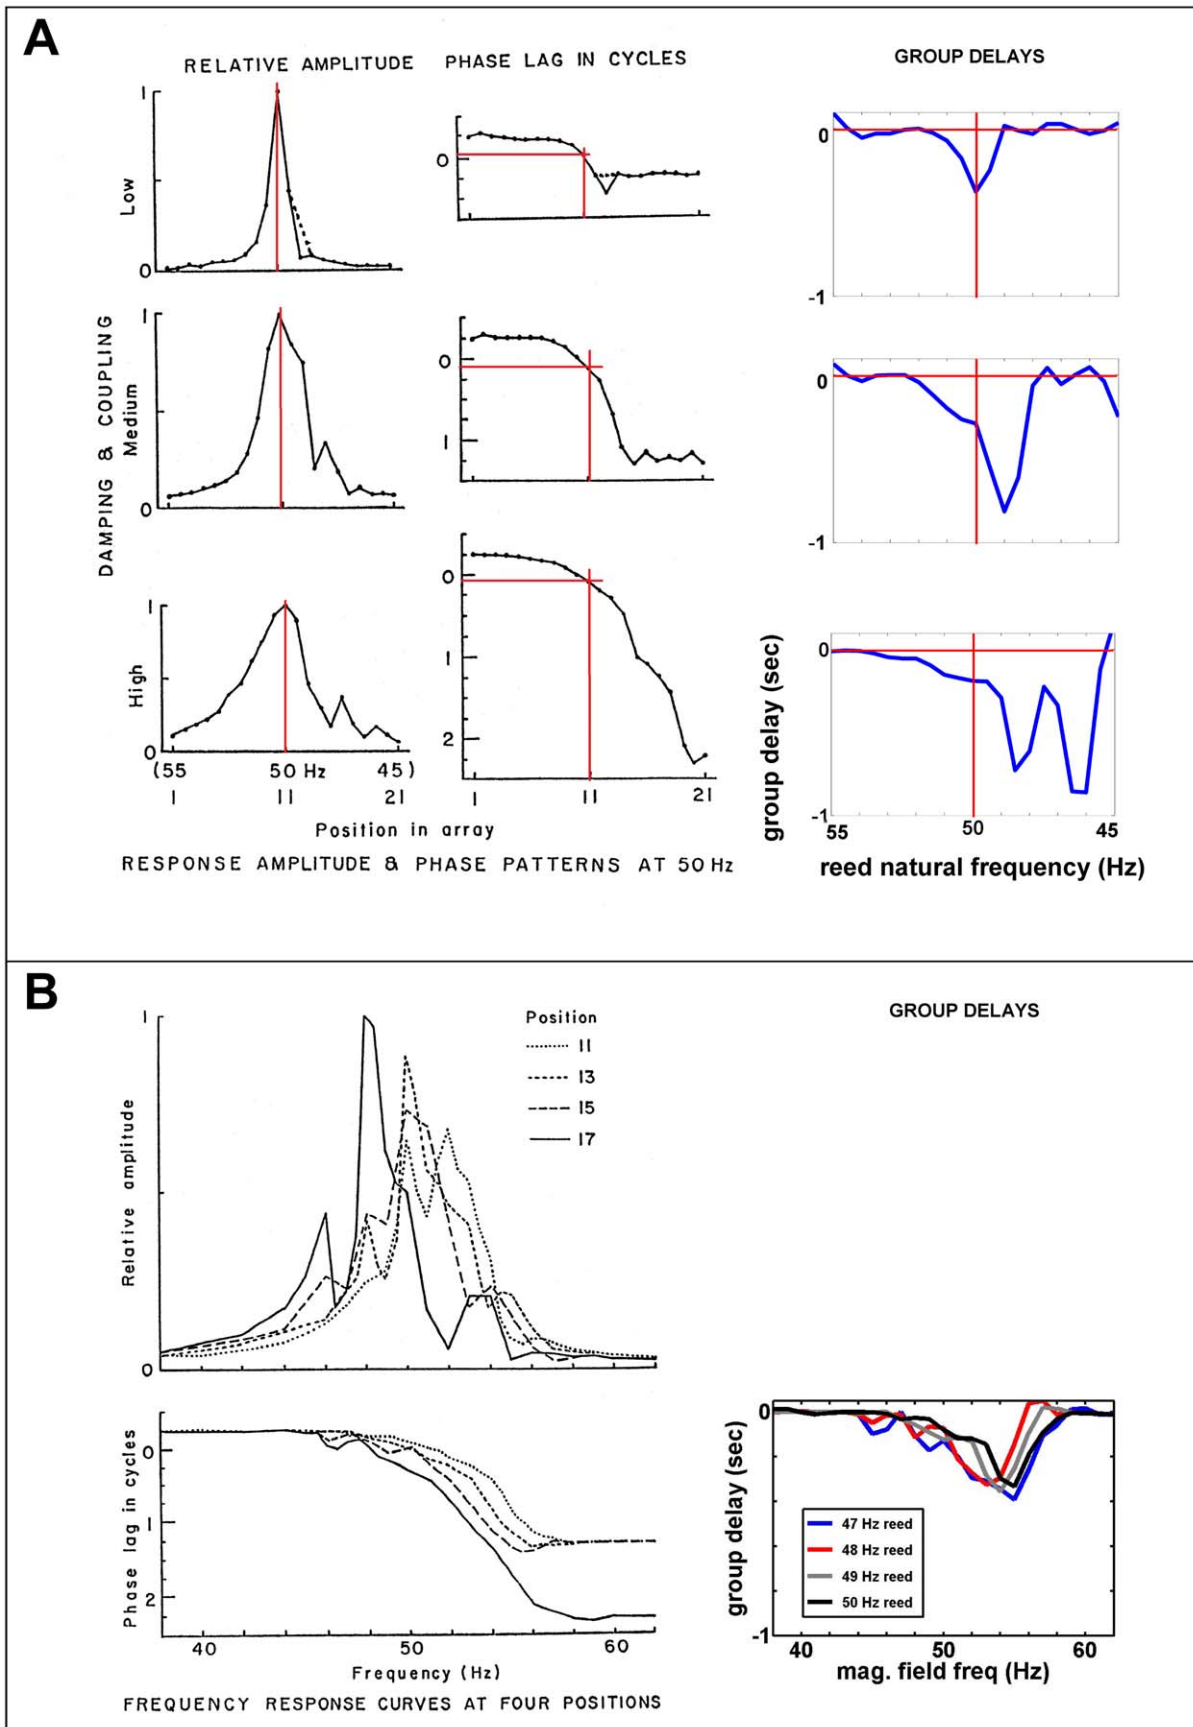 A
RELATIVE AMPLITUDE
PHASE LAG IN CYCLES
GROUP DELAYS
DAMPING & COUPLING
Low
1
0
0
0
-1
Medium
1
0
0
1
0
-1
High
1
0
(55 50 Hz 45)
1 11 21
0
1
2
1 11 21
Position in array
RESPONSE AMPLITUDE & PHASE PATTERNS AT 50 Hz
group delay (sec)
0
-1
55 50 45
reed natural frequency (Hz)
B
GROUP DELAYS
Relative amplitude
1
0
Position
11
13
15
17
Phase lag in cycles
0
1
2
40 50 60
Frequency (Hz)
FREQUENCY RESPONSE CURVES AT FOUR POSITIONS
group delay (sec)
0
-1
47 Hz reed
48 Hz reed
49 Hz reed
50 Hz reed
40 50 60
mag. field freq (Hz)